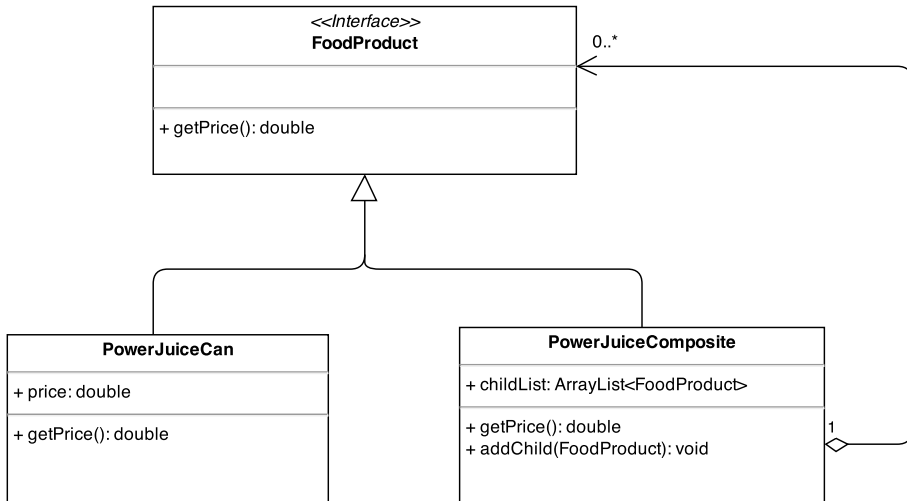 <<Interface>>
FoodProduct
0..*
+ getPrice(): double
PowerJuiceCan
+ price: double
+ getPrice(): double
PowerJuiceComposite
+ childList: ArrayList<FoodProduct>
+ getPrice(): double
+ addChild(FoodProduct): void
1